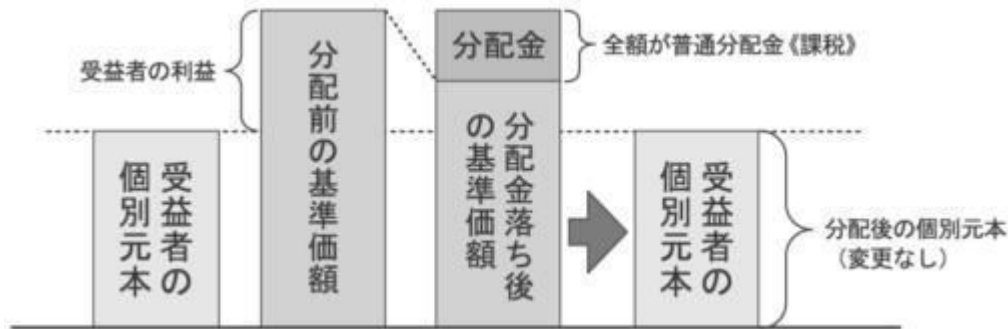 受益者の利益
分配前の基準価額
分配金
全額が普通分配金《課税》
受益者の
個別元本
分配金落ち後
の基準価額
受益者の
個別元本
分配後の個別元本
(変更なし)